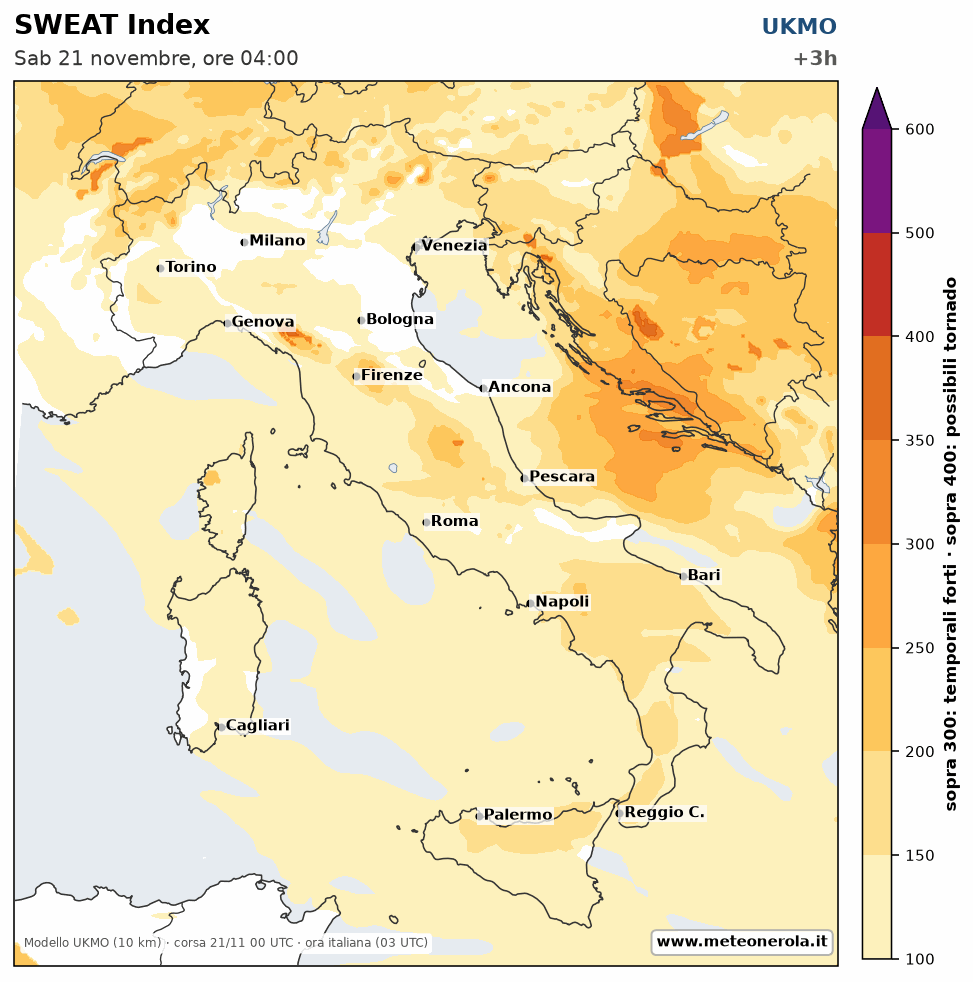 SWEAT Index
UKMO
Sab 21 novembre, ore 04:00
+3h
600
500
400
350
300
250
200
150
100
sopra 300: temporali forti · sopra 400: possibili tornado
Milano
Venezia
Torino
Genova
Bologna
Firenze
Ancona
Pescara
Roma
Bari
Napoli
Cagliari
Palermo
Reggio C.
Modello UKMO (10 km) · corsa 21/11 00 UTC · ora italiana (03 UTC)
www.meteonerola.it